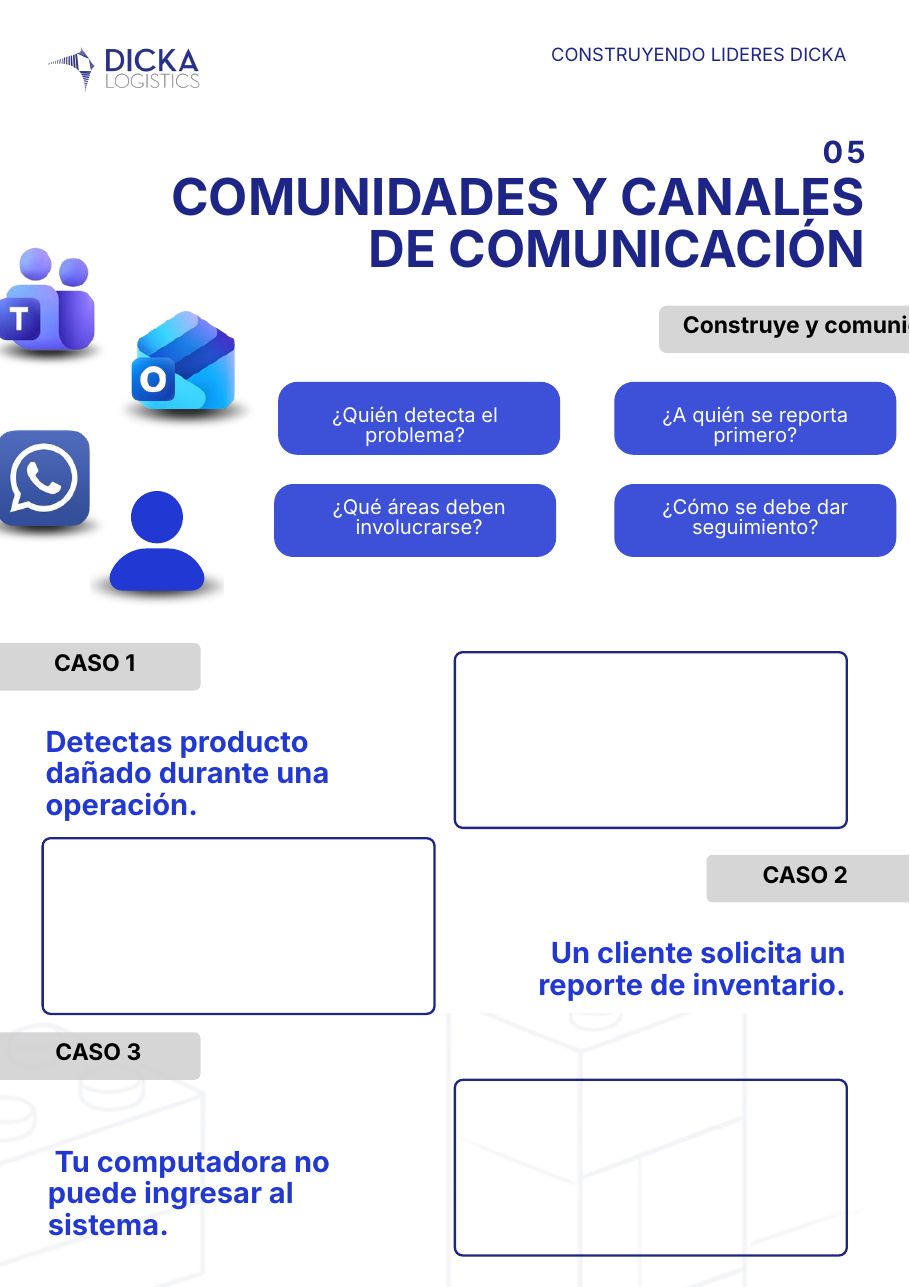 DICKA
LOGISTICS
CONSTRUYENDO LIDERES DICKA
05
COMUNIDADES Y CANALES
DE COMUNICACIÓN
T
O
Construye y comuni
¿Quién detecta el
problema?
¿A quién se reporta
primero?
¿Qué áreas deben
involucrarse?
¿Cómo se debe dar
seguimiento?
CASO 1
Detectas producto
dañado durante una
operación.
CASO 2
Un cliente solicita un
reporte de inventario.
CASO 3
Tu computadora no
puede ingresar al
sistema.